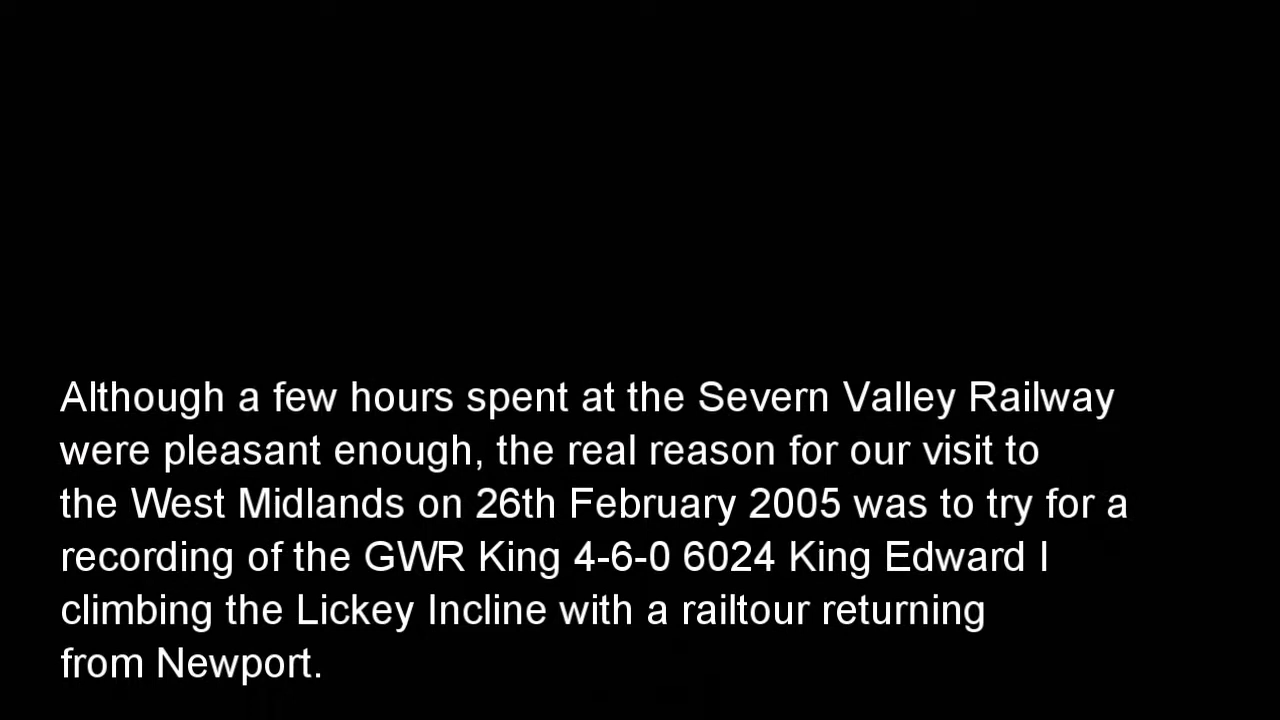 Although a few hours spent at the Severn Valley Railway
were pleasant enough, the real reason for our visit to
the West Midlands on 26th February 2005 was to try for a
recording of the GWR King 4-6-0 6024 King Edward I
climbing the Lickey Incline with a railtour returning
from Newport.